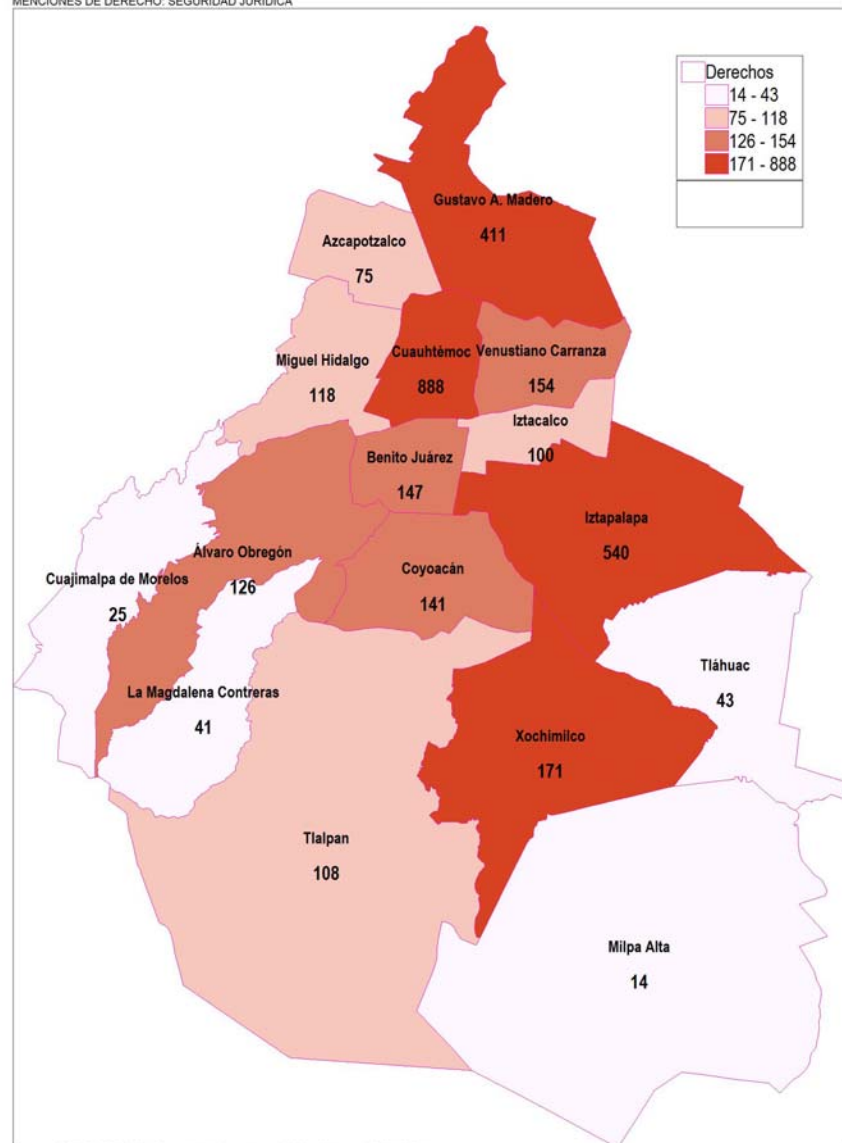 MENCIONES DE DERECHO: SEGURIDAD JURÍDICA
Derechos
14 - 43
75 - 118
126 - 154
171 - 888
Gustavo A. Madero
411
Azcapotzalco
75
Miguel Hidalgo
118
Cuauhtémoc
888
Venustiano Carranza
154
Iztacalco
100
Benito Juárez
147
Iztapalapa
540
Álvaro Obregón
126
Coyoacán
141
Cuajimalpa de Morelos
25
Tláhuac
43
La Magdalena Contreras
41
Xochimilco
171
Tlalpan
108
Milpa Alta
14